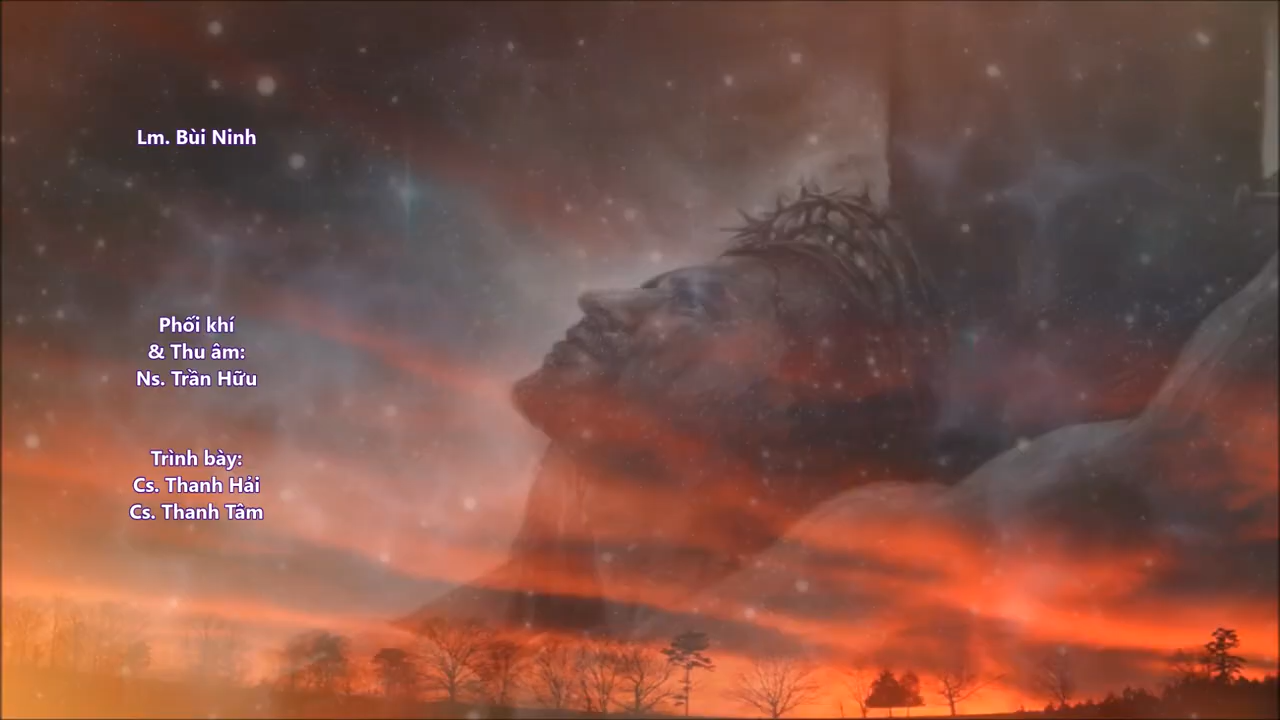 Lm. Bùi Ninh
Phối khí
& Thu âm:
Ns. Trần Hữu
Trình bày:
Cs. Thanh Hải
Cs. Thanh Tâm